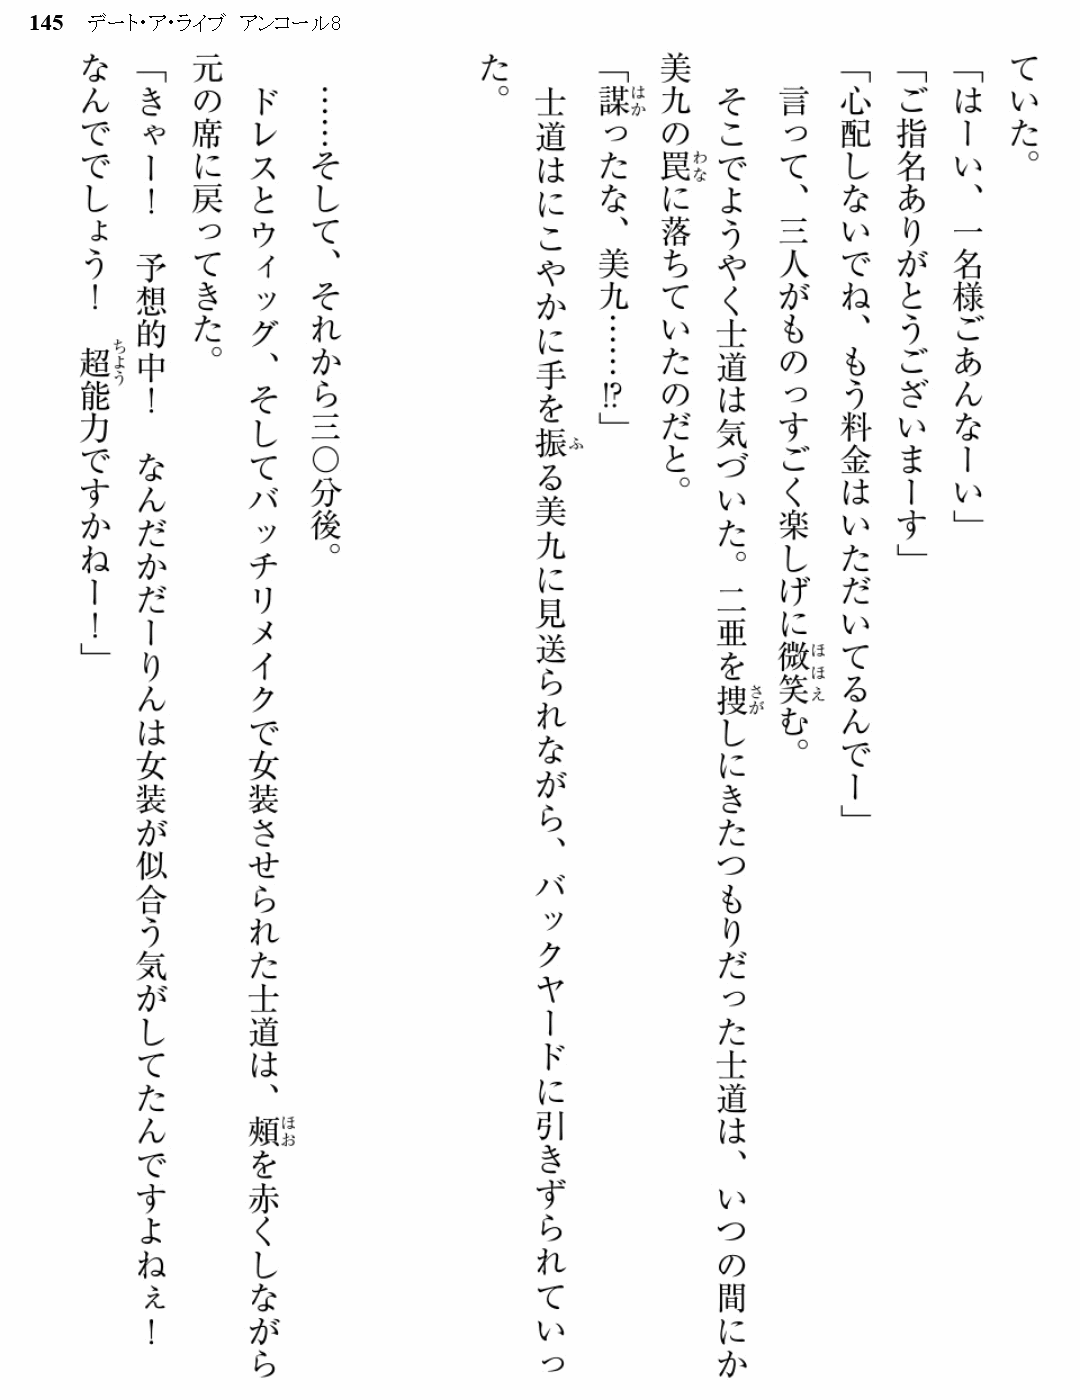 145 デート・ア・ライブ アンコール8
ていた。
「はーい、一名様ごあんなーい」
「ご指名ありがとうございまーす」
「心配しないでね、もう料金はいただいてるんでー」
言って、三人がものっすごく楽しげに微笑む。
そこでようやく士道は気づいた。二亜を捜しにきたつもりだった士道は、いつの間にか
美九の罠に落ちていたのだと。
「謀ったな、美九……⁉」
士道はにこやかに手を振る美九に見送られながら、バックヤードに引きずられていっ
た。
……そして、それから三〇分後。
ドレスとウィッグ、そしてバッチリメイクで女装させられた士道は、頰を赤くしながら
元の席に戻ってきた。
「きゃー！　予想的中！　なんだかだーりんは女装が似合う気がしてたんですよねぇ！
なんででしょう！　超能力ですかねー！」